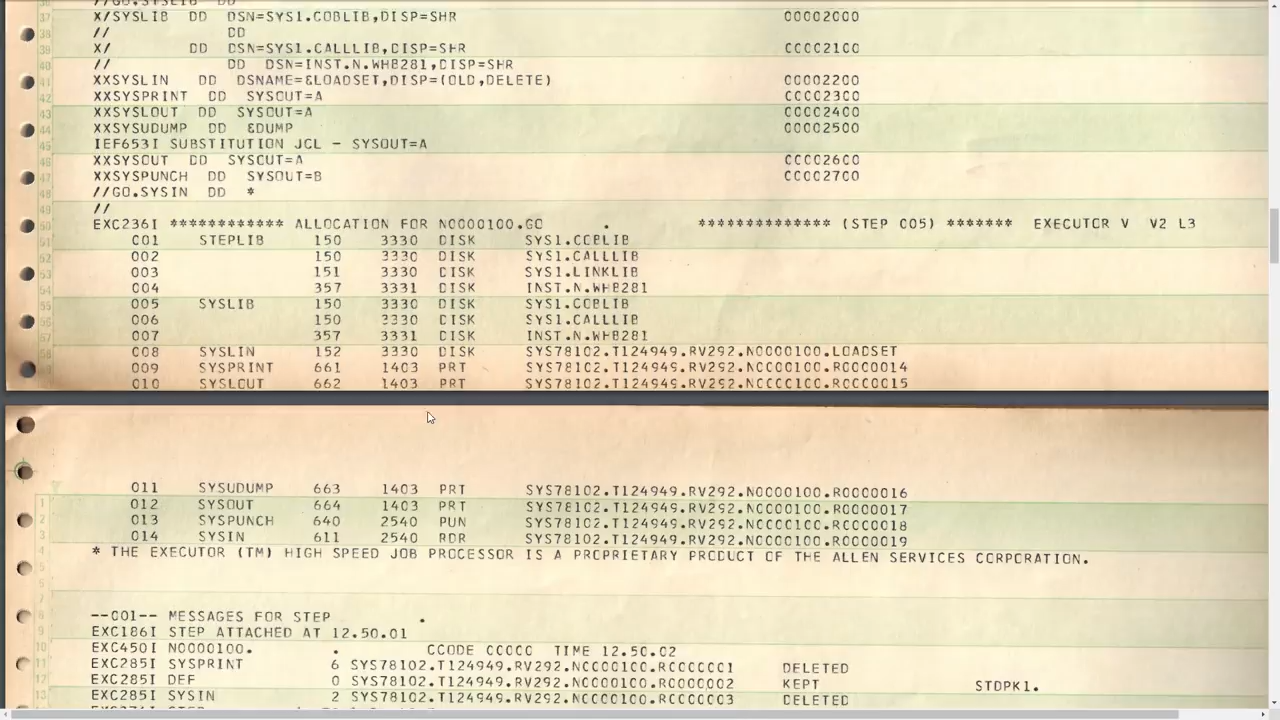 //GO.SYSLIB DD DD
X/SYSLIB DD DSN=SYS1.COBLIB,DISP=SHR 00002000
// DD
X/ DD DSN=SYS1.CALLLIB,DISP=SHR 00002100
// DD DSN=INST.N.WHB281,DISP=SHR
XXSYSLIN DD DSNAME=&LOADSET,DISP=(OLD,DELETE) 00002200
XXSYSPRINT DD SYSOUT=A 00002300
XXSYSLOUT DD SYSOUT=A 00002400
XXSYSUDUMP DD &DUMP 00002500
IEF653I SUBSTITUTION JCL - SYSOUT=A
XXSYSOUT DD SYSOUT=A 00002600
XXSYSPUNCH DD SYSOUT=B 00002700
//GO.SYSIN DD *
//
EXC236I ************ ALLOCATION FOR N0000100.GO . ************* (STEP 005) ******* EXECUTOR V V2 L3
001 STEPLIB 150 3330 DISK SYS1.COBLIB
002 150 3330 DISK SYS1.CALLLIB
003 151 3330 DISK SYS1.LINKLIB
004 357 3331 DISK INST.N.WHB281
005 SYSLIB 150 3330 DISK SYS1.COBLIB
006 150 3330 DISK SYS1.CALLLIB
007 357 3331 DISK INST.N.WHB281
008 SYSLIN 152 3330 DISK SYS78102.T124949.RV292.N0000100.LOADSET
009 SYSPRINT 661 1403 PRT SYS78102.T124949.RV292.N0000100.R0000014
010 SYSLOUT 662 1403 PRT SYS78102.T124949.RV292.N0000100.R0000015
011 SYSUDUMP 663 1403 PRT SYS78102.T124949.RV292.N0000100.R0000016
012 SYSOUT 664 1403 PRT SYS78102.T124949.RV292.N0000100.R0000017
013 SYSPUNCH 640 2540 PUN SYS78102.T124949.RV292.N0000100.R0000018
014 SYSIN 611 2540 RDR SYS78102.T124949.RV292.N0000100.R0000019
* THE EXECUTOR (TM) HIGH SPEED JOB PROCESSOR IS A PROPRIETARY PRODUCT OF THE ALLEN SERVICES CORPORATION.
--001-- MESSAGES FOR STEP .
EXC186I STEP ATTACHED AT 12.50.01
EXC450I N0000100. . CCODE 00000 TIME 12.50.02
EXC285I SYSPRINT 6 SYS78102.T124949.RV292.N0000100.R0000001 DELETED
EXC285I DEF 0 SYS78102.T124949.RV292.N0000100.R0000002 KEPT STDPK1.
EXC285I SYSIN 2 SYS78102.T124949.RV292.N0000100.R0000003 DELETED